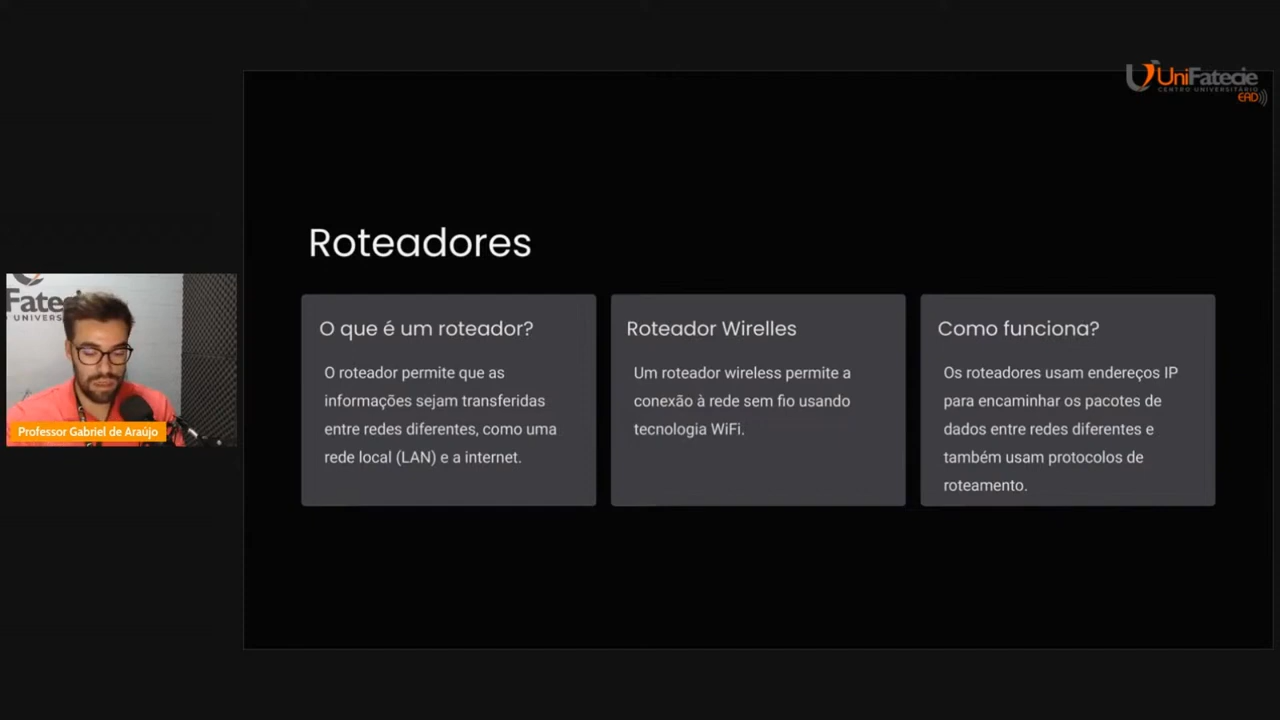 UniFatecie
CENTRO UNIVERSITÁRIO
EAD
Roteadores
O que é um roteador?
O roteador permite que as
informações sejam transferidas
entre redes diferentes, como uma
rede local (LAN) e a internet.
Roteador Wirelles
Um roteador wireless permite a
conexão à rede sem fio usando
tecnologia WiFi.
Como funciona?
Os roteadores usam endereços IP
para encaminhar os pacotes de
dados entre redes diferentes e
também usam protocolos de
roteamento.
Fatec
O UNIVERS
Professor Gabriel de Araújo